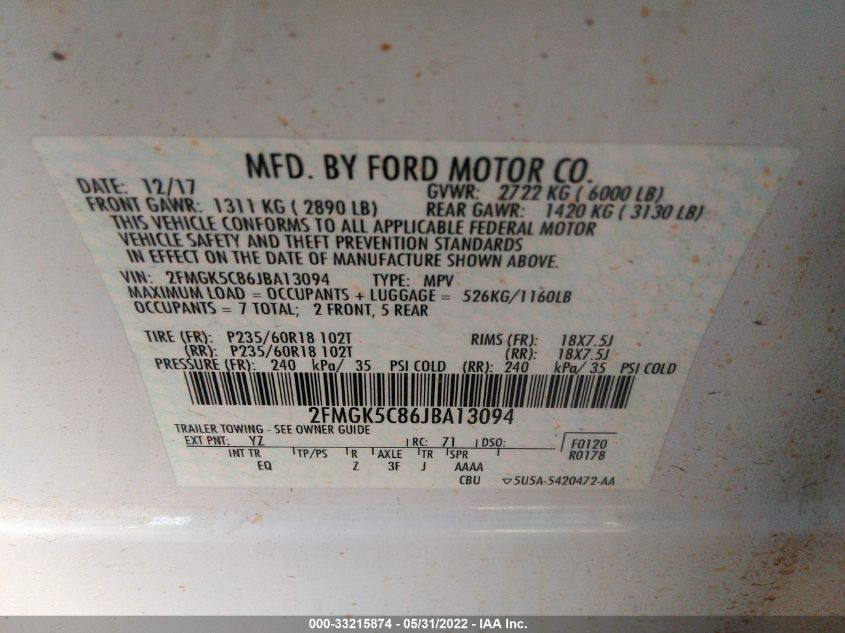 MFD. BY FORD MOTOR CO.
DATE: 12/17 GVWR: 2722 KG ( 6000 LB)
FRONT GAWR: 1311 KG ( 2890 LB) REAR GAWR: 1420 KG ( 3130 LB)
THIS VEHICLE CONFORMS TO ALL APPLICABLE FEDERAL MOTOR
VEHICLE SAFETY AND THEFT PREVENTION STANDARDS
IN EFFECT ON THE DATE OF MANUFACTURE SHOWN ABOVE.
VIN: 2FMGK5C86JBA13094 TYPE: MPV
MAXIMUM LOAD = OCCUPANTS + LUGGAGE = 526KG/1160LB
OCCUPANTS = 7 TOTAL; 2 FRONT, 5 REAR
TIRE (FR): P235/60R18 102T RIMS (FR): 18X7.5J
(RR): P235/60R18 102T (RR): 18X7.5J
PRESSURE (FR): 240 kPa/ 35 PSI COLD (RR): 240 kPa/ 35 PSI COLD
2FMGK5C86JBA13094
TRAILER TOWING - SEE OWNER GUIDE
EXT PNT: YZ RC: 71 DSO: F0120
INT TR TP/PS R AXLE TR SPR R0178
EQ Z 3F J AAAA
CBU ▽5U5A-5420472-AA
000-33215874 - 05/31/2022 - IAA Inc.